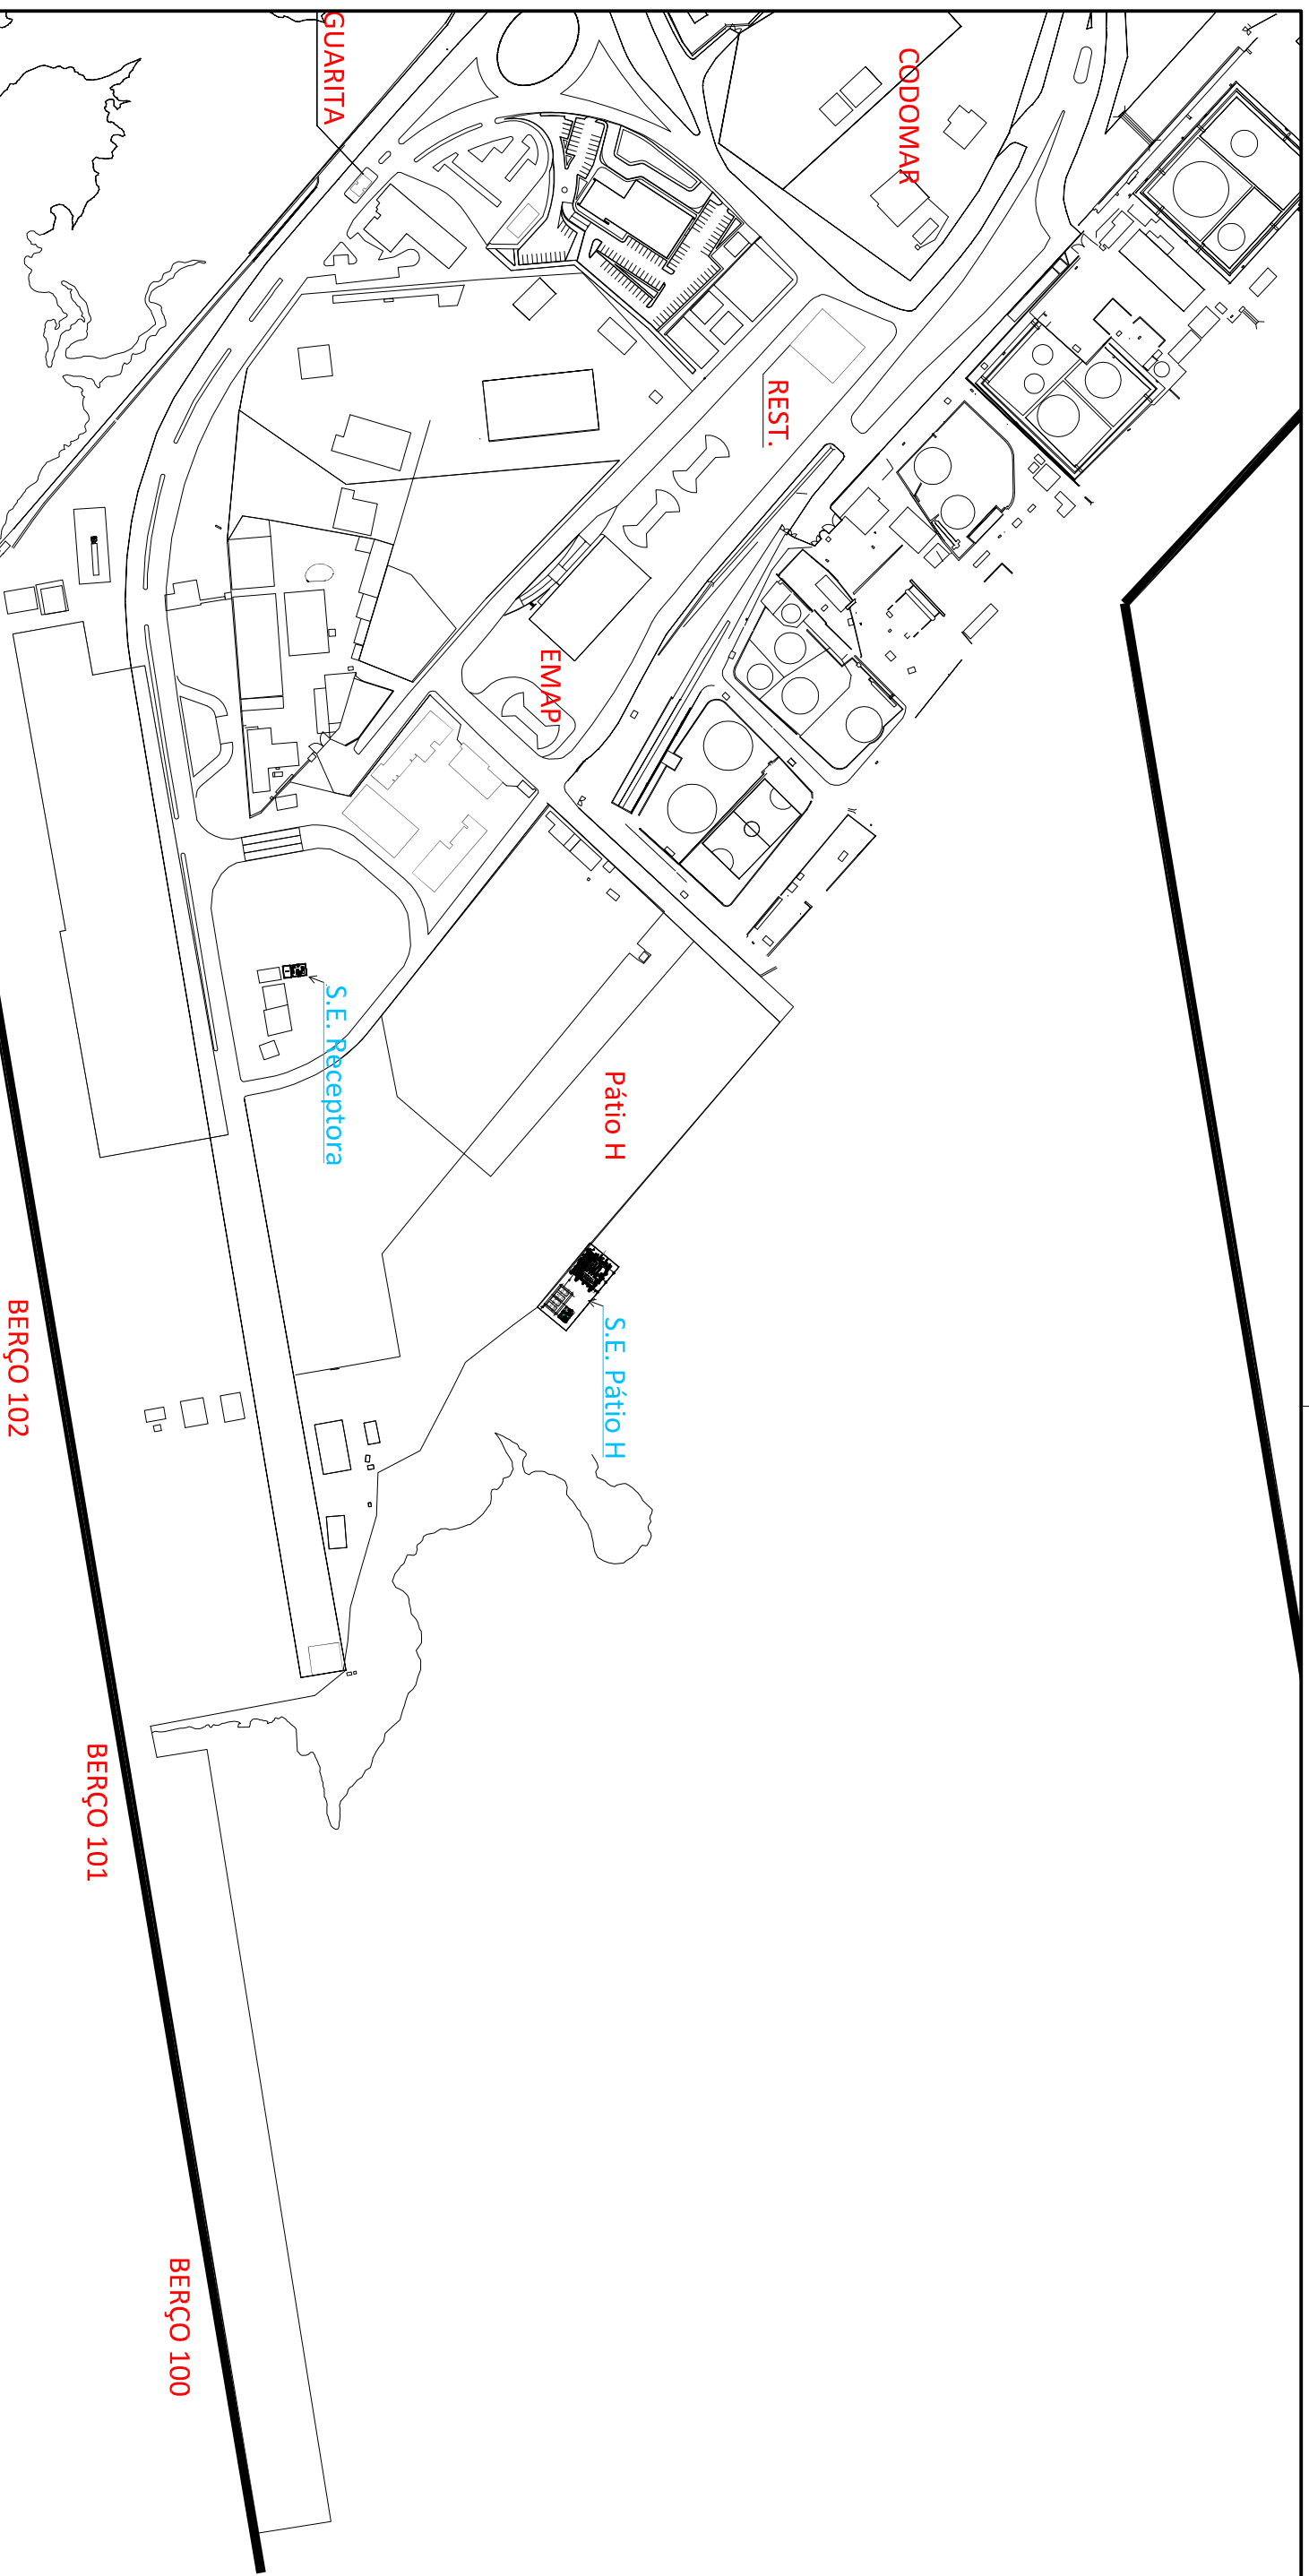 GUARITA
CODOMAR
REST.
EMAP
S.E. Receptora
Pátio H
S.E. Pátio H
BERÇO 102
BERÇO 101
BERÇO 100